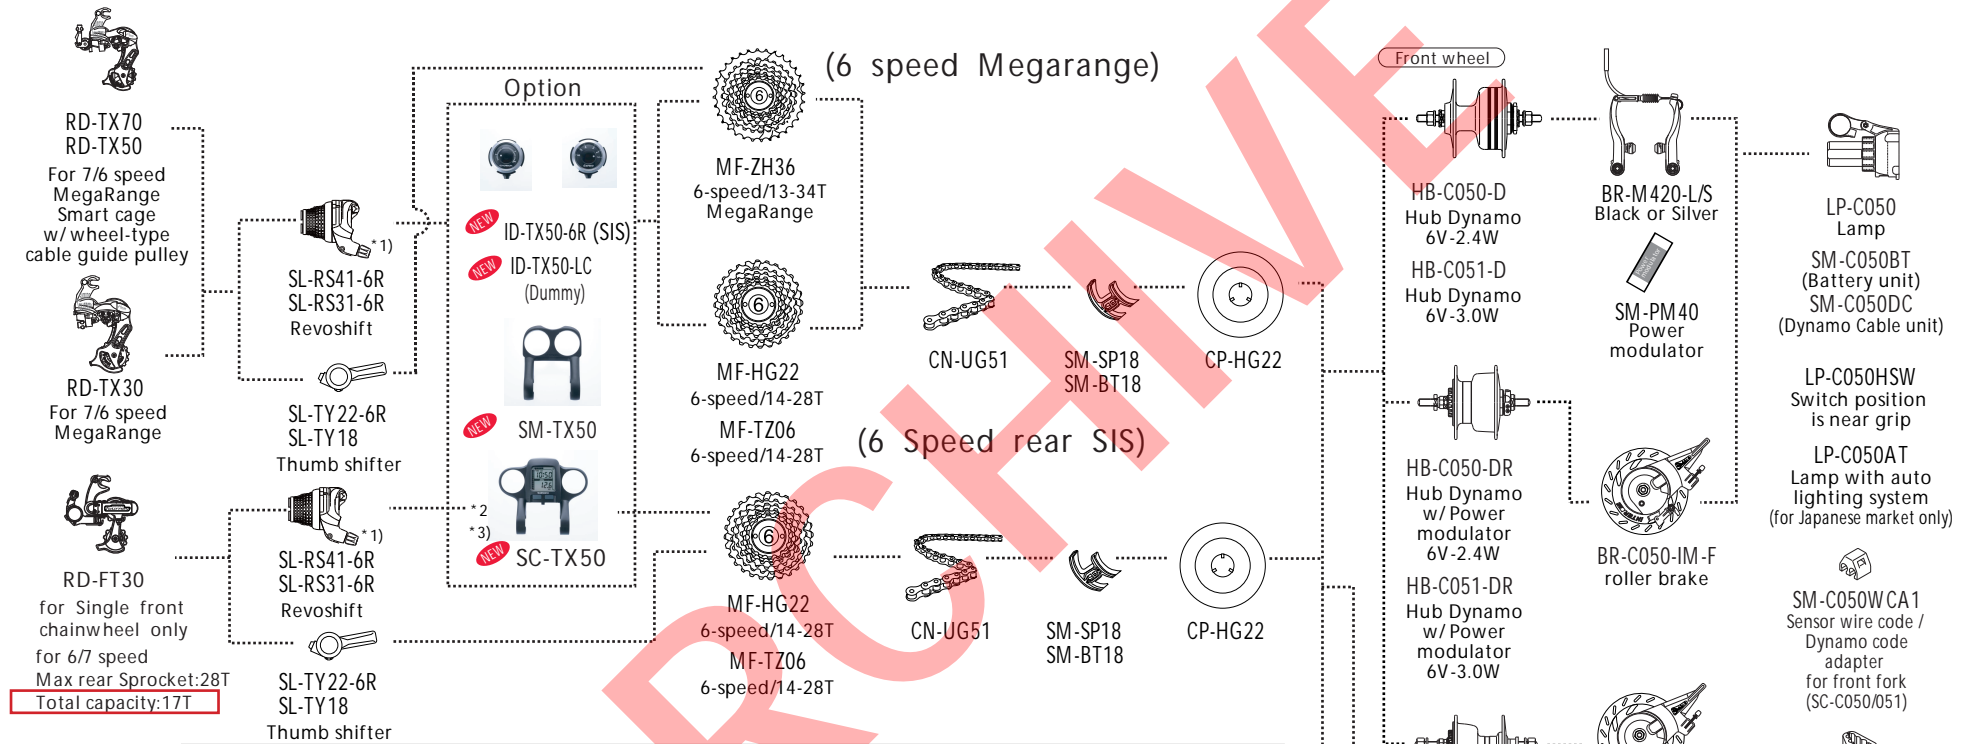 RD-TX70
RD-TX50
For 7/6 speed
MegaRange
Smart cage
w/ wheel-type
cable guide pulley
RD-TX30
For 7/6 speed
MegaRange
RD-FT30
for Single front
chainwheel only
for 6/7 speed
Max rear Sprocket:28T
Total capacity:17T
*1)
SL-RS41-6R
SL-RS31-6R
Revoshift
SL-TY22-6R
SL-TY18
Thumb shifter
*1)
SL-RS41-6R
SL-RS31-6R
Revoshift
SL-TY22-6R
SL-TY18
Thumb shifter
Option
NEW
ID-TX50-6R (SIS)
NEW
ID-TX50-LC
(Dummy)
NEW
SM-TX50
*2
*3)
NEW
SC-TX50
(6 speed Megarange)
6
MF-ZH36
6-speed/13-34T
MegaRange
6
MF-HG22
6-speed/14-28T
MF-TZ06
6-speed/14-28T
(6 Speed rear SIS)
6
MF-HG22
6-speed/14-28T
MF-TZ06
6-speed/14-28T
CN-UG51
SM-SP18
SM-BT18
CP-HG22
CN-UG51
SM-SP18
SM-BT18
CP-HG22
Front wheel
HB-C050-D
Hub Dynamo
6V-2.4W
HB-C051-D
Hub Dynamo
6V-3.0W
HB-C050-DR
Hub Dynamo
w/ Power
modulator
6V-2.4W
HB-C051-DR
Hub Dynamo
w/ Power
modulator
6V-3.0W
BR-M420-L/S
Black or Silver
SM-PM40
Power
modulator
BR-C050-IM-F
roller brake
LP-C050
Lamp
SM-C050BT
(Battery unit)
SM-C050DC
(Dynamo Cable unit)
LP-C050HSW
Switch position
is near grip
LP-C050AT
Lamp with auto
lighting system
(for Japanese market only)
SM-C050WCA1
Sensor wire code /
Dynamo code
adapter
for front fork
(SC-C050/051)
RCHIVE